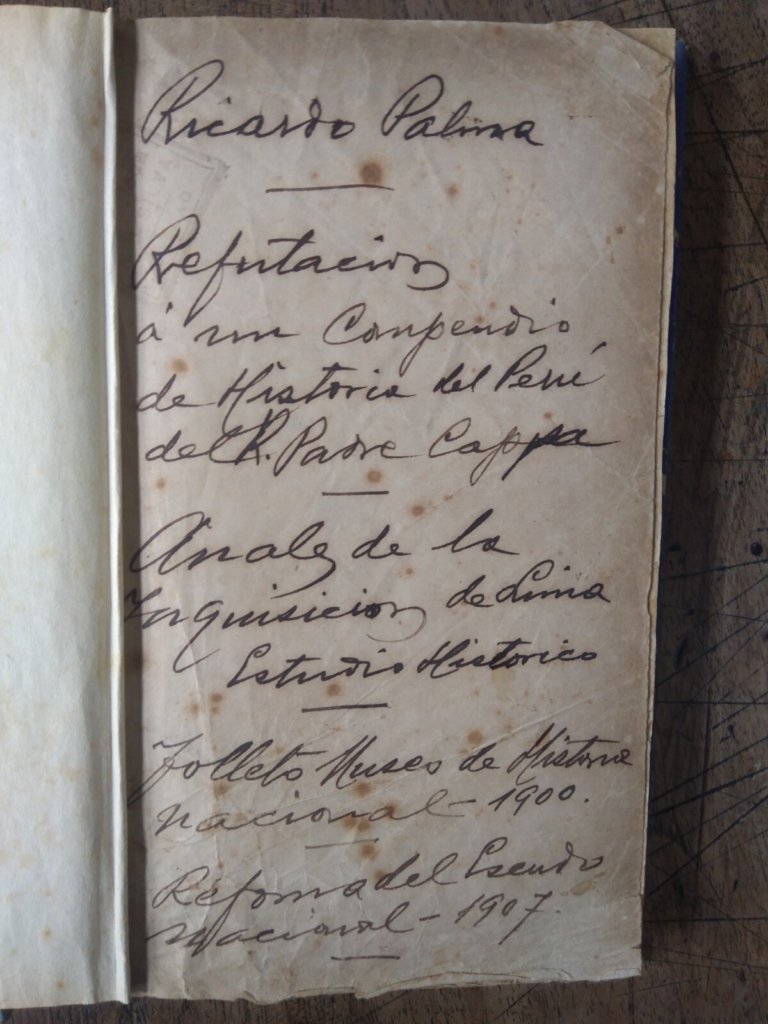 Ricardo Palma
Refutacion
á un Compendio
de Historia del Perú
del R. Padre Cappa
Anales de la
Inquisicion de Lima
Estudio Historico
Folleto Museo de Historia
Nacional - 1900.
Reforma del Escudo
Nacional - 1907.